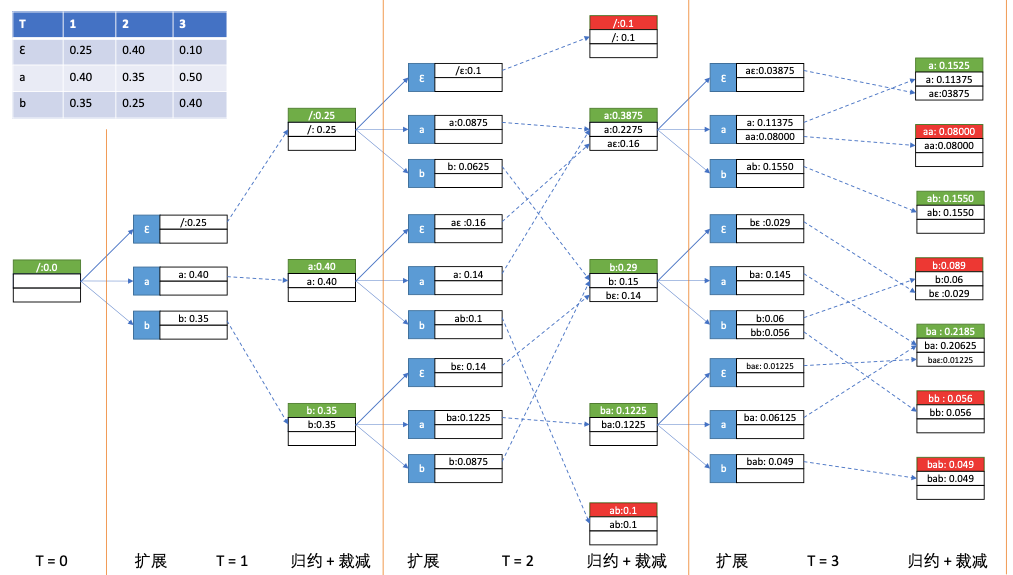 T 1 2 3
Ɛ 0.25 0.40 0.10
a 0.40 0.35 0.50
b 0.35 0.25 0.40
/:0.0
Ɛ /:0.25
a a: 0.40
b b: 0.35
/:0.25
/: 0.25
a:0.40
a: 0.40
b: 0.35
b:0.35
Ɛ /ε:0.1
a a:0.0875
b b: 0.0625
Ɛ aε :0.16
a a: 0.14
b ab:0.1
Ɛ bε: 0.14
a ba:0.1225
b b:0.0875
/:0.1
/: 0.1
a:0.3875
a:0.2275
aε:0.16
b:0.29
b: 0.15
bε: 0.14
ba: 0.1225
ba:0.1225
ab:0.1
ab:0.1
Ɛ aε:0.03875
a a: 0.11375
aa:0.08000
b ab: 0.1550
Ɛ bε :0.029
a ba: 0.145
b b:0.06
bb:0.056
Ɛ baε: 0.01225
a ba: 0.06125
b bab: 0.049
a: 0.1525
a: 0.11375
aε:03875
aa: 0.08000
aa:0.08000
ab: 0.1550
ab: 0.1550
b:0.089
b:0.06
bε :0.029
ba : 0.2185
ba: 0.20625
baε:0.01225
bb : 0.056
bb: 0.056
bab: 0.049
bab: 0.049
T = 0 扩展 T = 1 归约 + 裁减 扩展 T = 2 归约 + 裁减 扩展 T = 3 归约 + 裁减